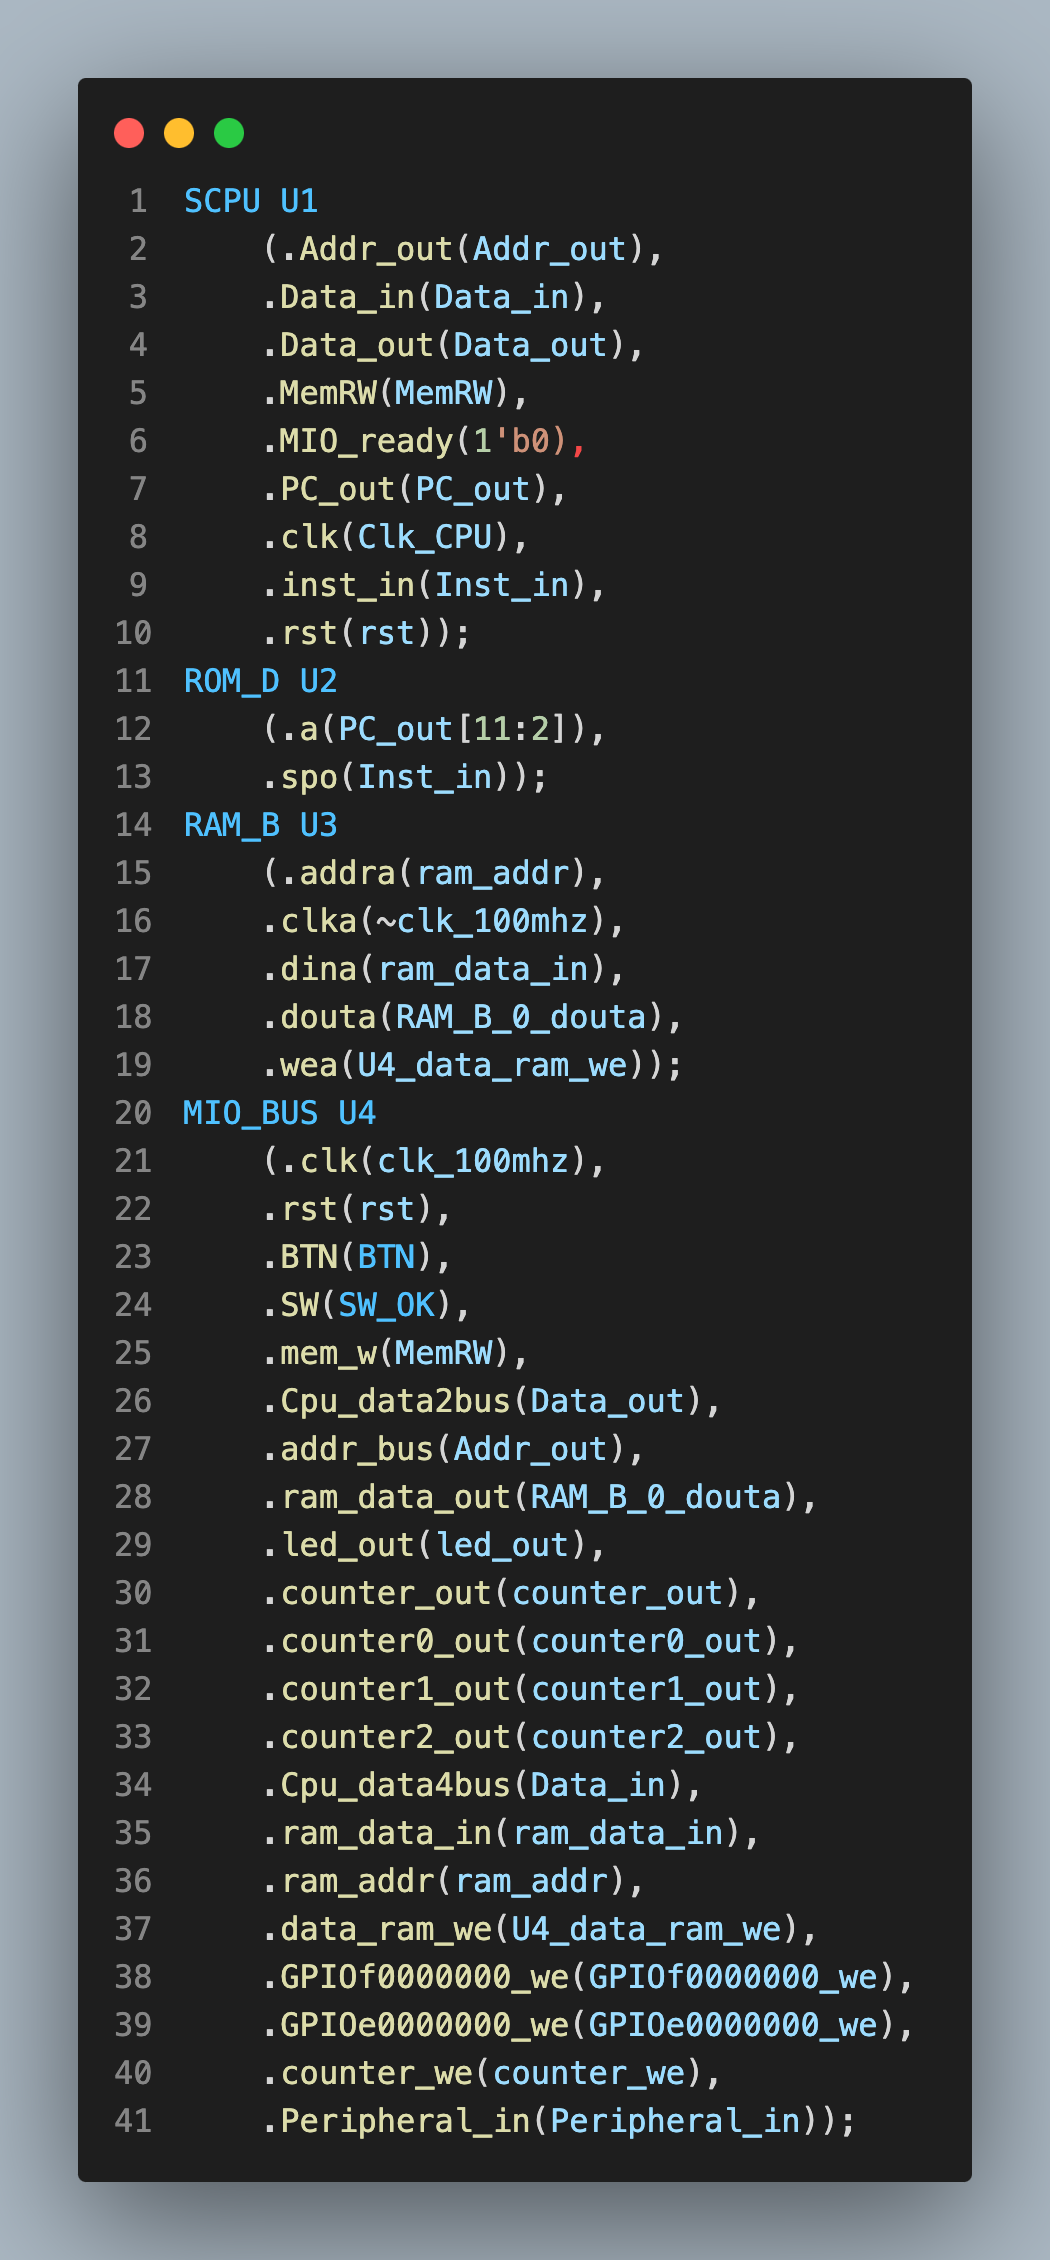 1 SCPU U1
2     (.Addr_out(Addr_out),
3     .Data_in(Data_in),
4     .Data_out(Data_out),
5     .MemRW(MemRW),
6     .MIO_ready(1'b0),
7     .PC_out(PC_out),
8     .clk(Clk_CPU),
9     .inst_in(Inst_in),
10     .rst(rst));
11 ROM_D U2
12     (.a(PC_out[11:2]),
13     .spo(Inst_in));
14 RAM_B U3
15     (.addra(ram_addr),
16     .clka(~clk_100mhz),
17     .dina(ram_data_in),
18     .douta(RAM_B_0_douta),
19     .wea(U4_data_ram_we));
20 MIO_BUS U4
21     (.clk(clk_100mhz),
22     .rst(rst),
23     .BTN(BTN),
24     .SW(SW_OK),
25     .mem_w(MemRW),
26     .Cpu_data2bus(Data_out),
27     .addr_bus(Addr_out),
28     .ram_data_out(RAM_B_0_douta),
29     .led_out(led_out),
30     .counter_out(counter_out),
31     .counter0_out(counter0_out),
32     .counter1_out(counter1_out),
33     .counter2_out(counter2_out),
34     .Cpu_data4bus(Data_in),
35     .ram_data_in(ram_data_in),
36     .ram_addr(ram_addr),
37     .data_ram_we(U4_data_ram_we),
38     .GPIOf0000000_we(GPIOf0000000_we),
39     .GPIOe0000000_we(GPIOe0000000_we),
40     .counter_we(counter_we),
41     .Peripheral_in(Peripheral_in));